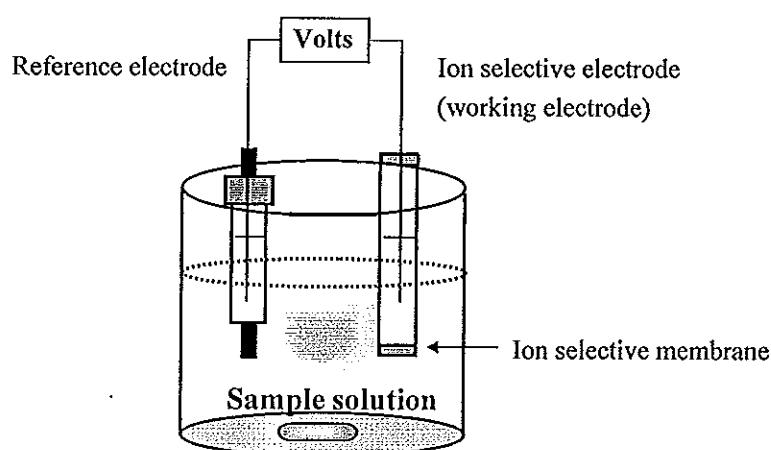 Volts
Reference electrode
Ion selective electrode
(working electrode)
Ion selective membrane
Sample solution